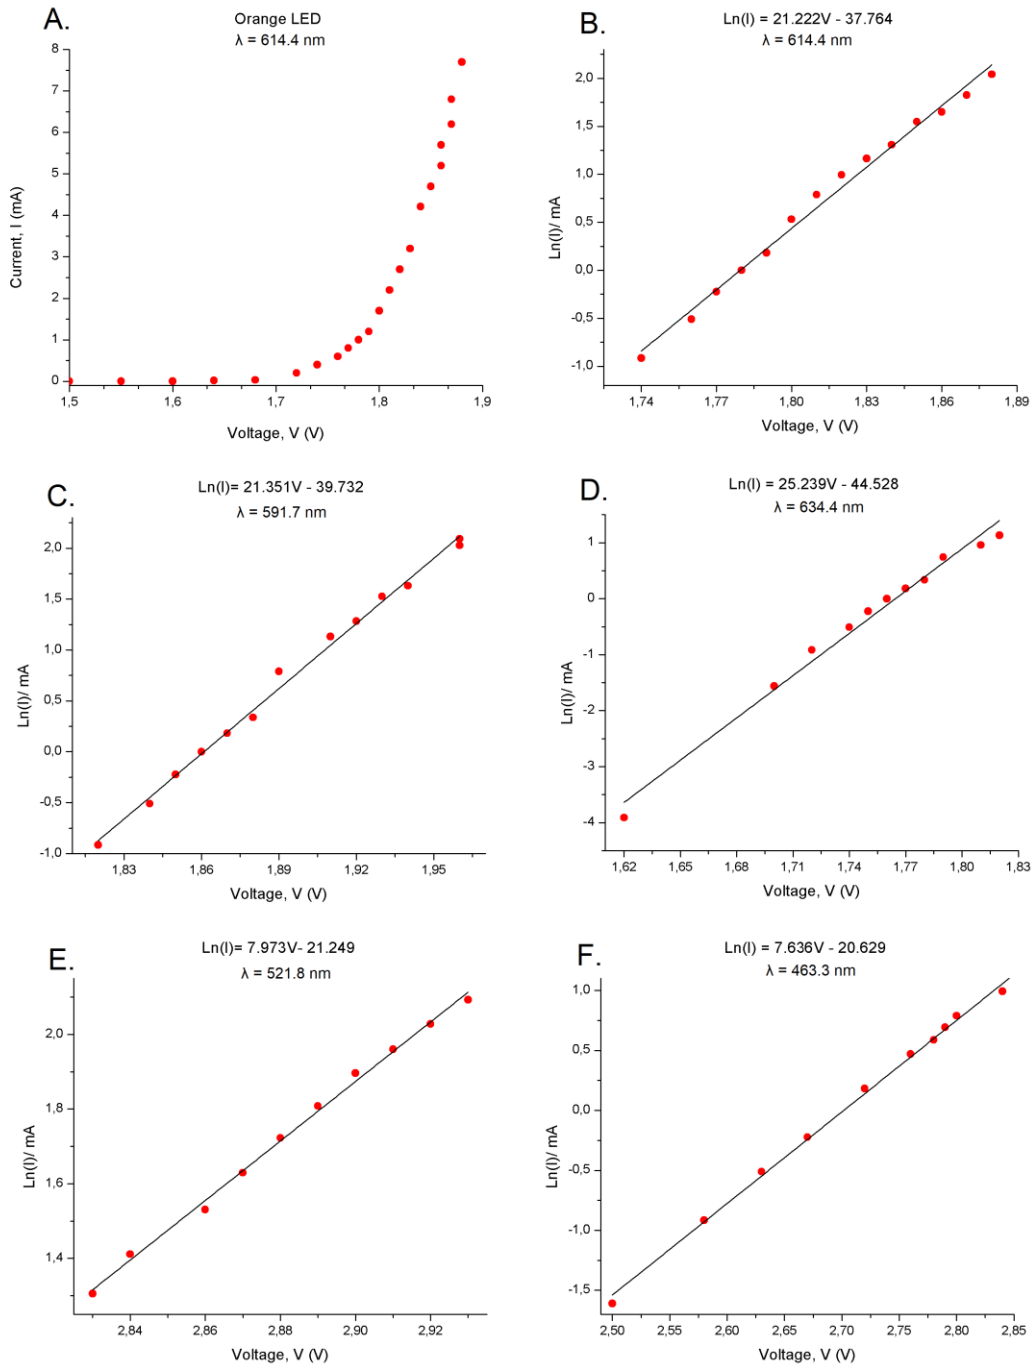 A.
Orange LED
λ = 614.4 nm
8
7
6
5
4
3
2
1
0
Current, I (mA)
1,5 1,6 1,7 1,8 1,9
Voltage, V (V)
B.
Ln(I) = 21.222V - 37.764
λ = 614.4 nm
2,0
1,5
1,0
0,5
0,0
-0,5
-1,0
Ln(I)/ mA
1,74 1,77 1,80 1,83 1,86 1,89
Voltage, V (V)
C.
Ln(I)= 21.351V - 39.732
λ = 591.7 nm
2,0
1,5
1,0
0,5
0,0
-0,5
-1,0
Ln(I)/ mA
1,83 1,86 1,89 1,92 1,95
Voltage, V (V)
D.
Ln(I) = 25.239V - 44.528
λ = 634.4 nm
1
0
-1
-2
-3
-4
Ln(I)/ mA
1,62 1,65 1,68 1,71 1,74 1,77 1,80 1,83
Voltage, V (V)
E.
Ln(I)= 7.973V- 21.249
λ = 521.8 nm
2,0
1,8
1,6
1,4
Ln(I)/ mA
2,84 2,86 2,88 2,90 2,92
Voltage, V (V)
F.
Ln(I) = 7.636V - 20.629
λ = 463.3 nm
1,0
0,5
0,0
-0,5
-1,0
-1,5
Ln(I)/ mA
2,50 2,55 2,60 2,65 2,70 2,75 2,80 2,85
Voltage, V (V)